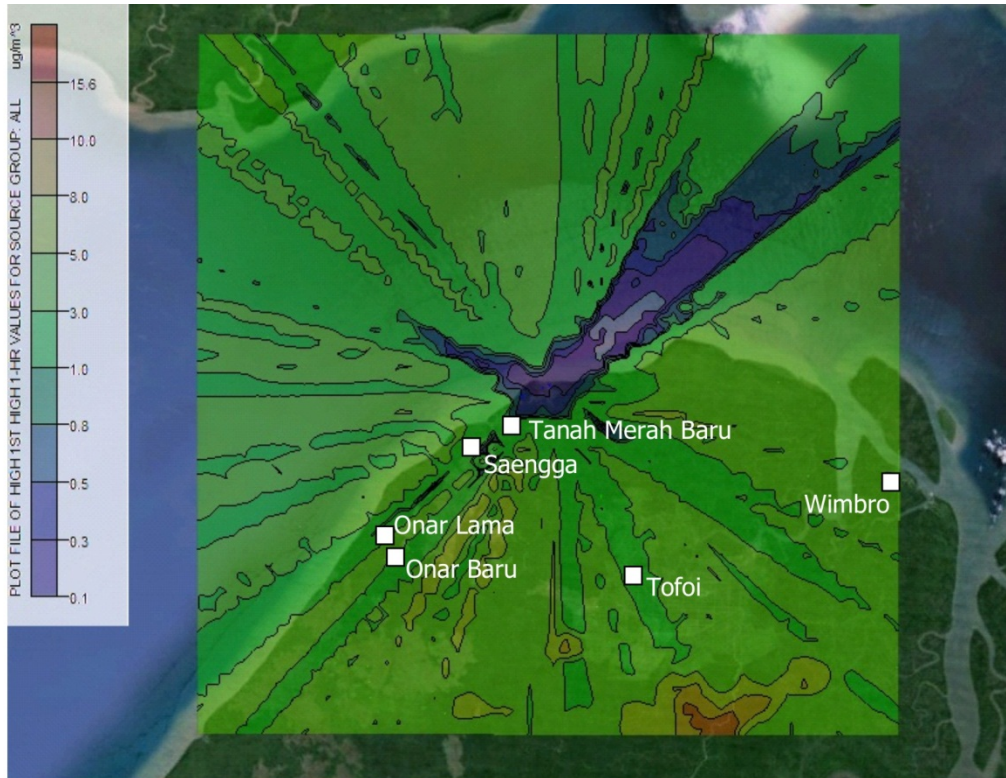 PLOT FILE OF HIGH 1ST HIGH 1-HR VALUES FOR SOURCE GROUP: ALL
ug/m^3
15.6
10.0
8.0
5.0
3.0
1.0
0.8
0.5
0.3
0.1
Tanah Merah Baru
Saengga
Wimbro
Onar Lama
Onar Baru
Tofoi